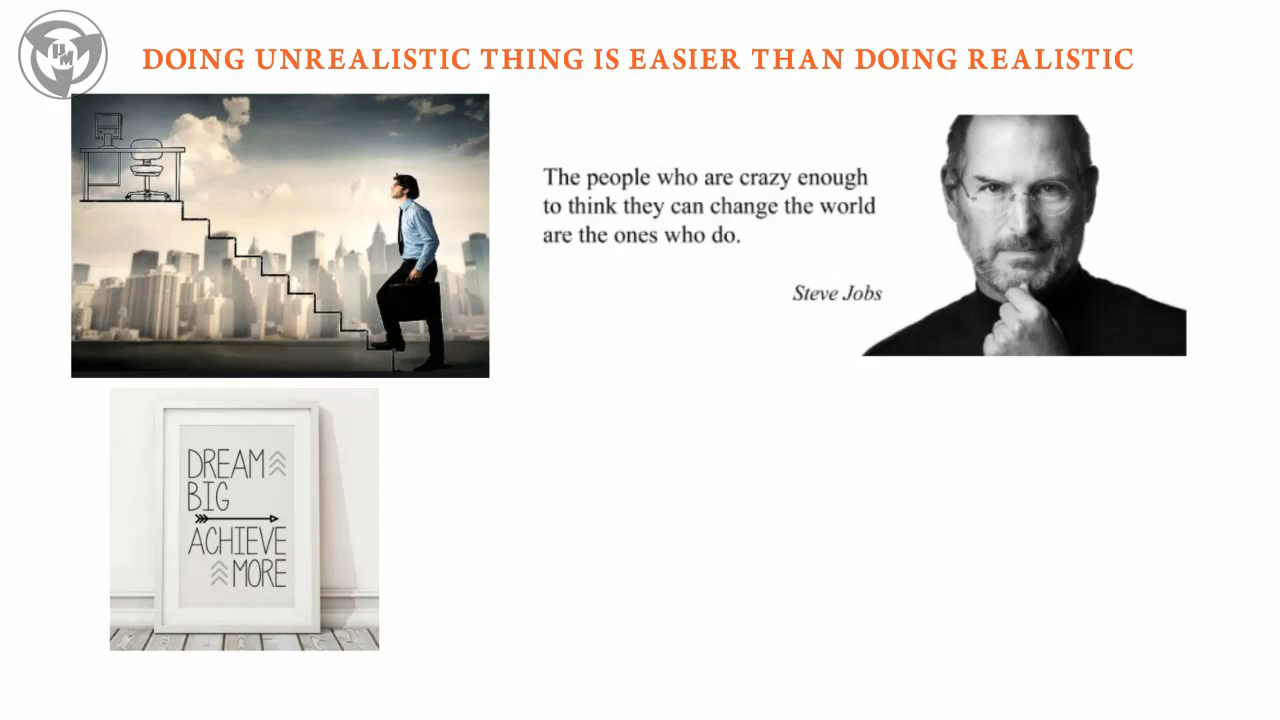 UM
DOING UNREALISTIC THING IS EASIER THAN DOING REALISTIC
The people who are crazy enough
to think they can change the world
are the ones who do.
Steve Jobs
DREAM
BIG
ACHIEVE
MORE